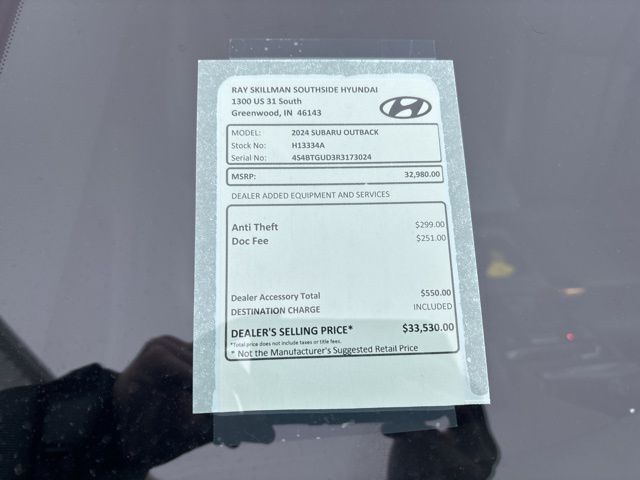 RAY SKILLMAN SOUTHSIDE HYUNDAI
1300 US 31 South
Greenwood, IN 46143
MODEL: 2024 SUBARU OUTBACK
Stock No: H13334A
Serial No: 4S4BTGUD3R3173024
MSRP: 32,980.00
DEALER ADDED EQUIPMENT AND SERVICES
Anti Theft $299.00
Doc Fee $251.00
Dealer Accessory Total $550.00
DESTINATION CHARGE INCLUDED
DEALER'S SELLING PRICE* $33,530.00
*Total price does not include taxes or title fees.
* Not the Manufacturer's Suggested Retail Price